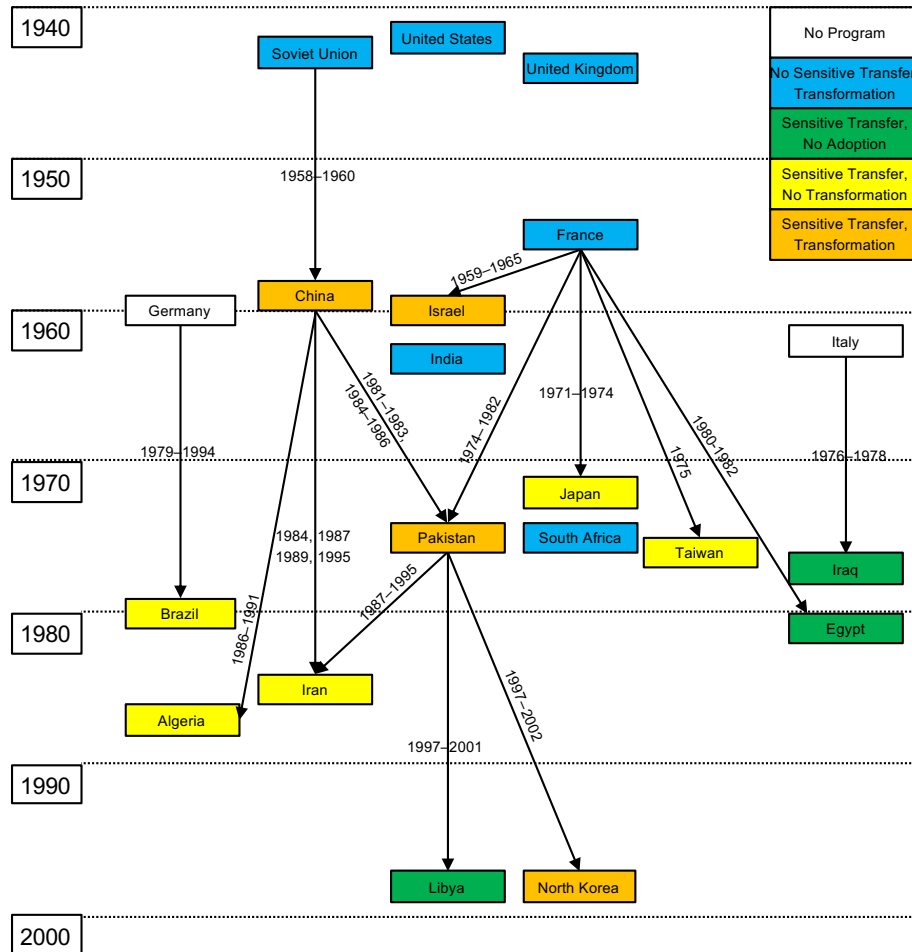 1940
United States
Soviet Union
United Kingdom
No Program
No Sensitive Transfer
Transformation
Sensitive Transfer,
No Adoption
Sensitive Transfer,
No Transformation
Sensitive Transfer,
Transformation
1950
1958–1960
France
1959–1965
China
Israel
Germany
1960
India
Italy
1981–1983,
1984–1986
1974–1982
1971–1974
1975
1980-1982
1979–1994
1976–1978
1970
Japan
Pakistan
South Africa
Taiwan
Iraq
1984, 1987
1989, 1995
1987–1995
Brazil
1980
Egypt
1986–1991
Iran
Algeria
1997–2001
1997–2002
1990
Libya
North Korea
2000